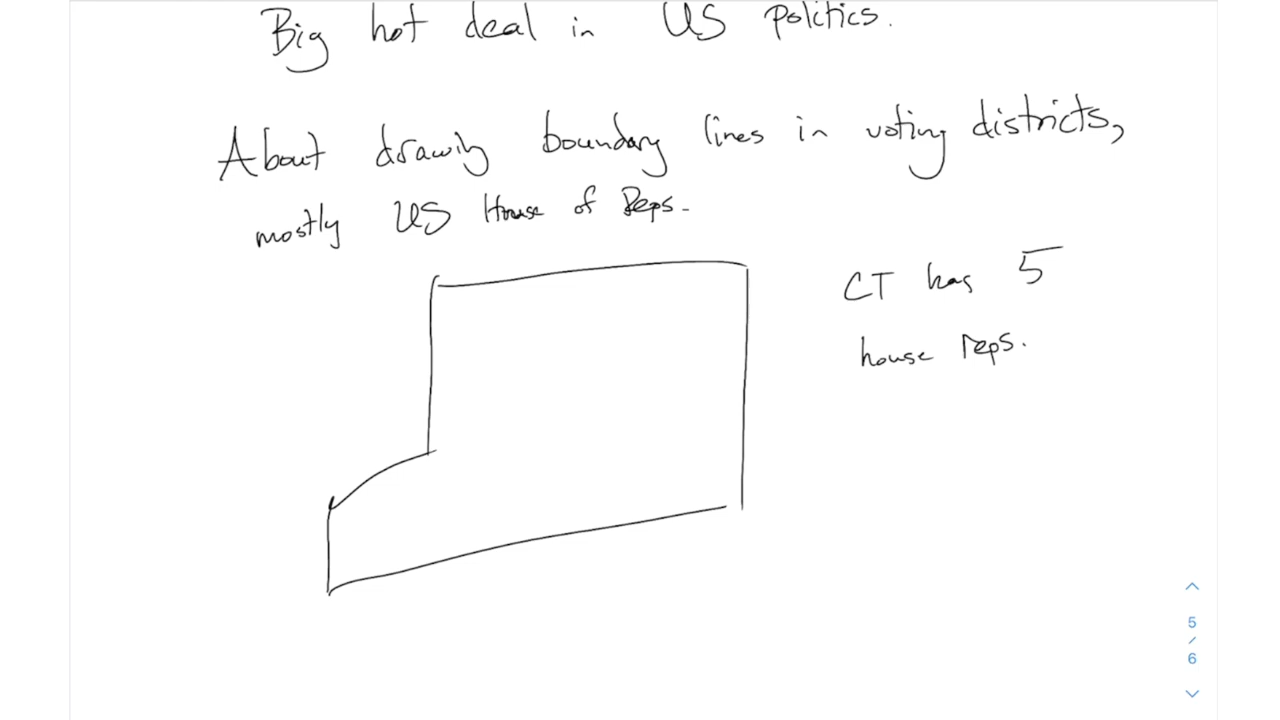 Big hot deal in US politics.
About drawing boundary lines in voting districts,
mostly US House of Reps.
CT has 5
house reps.
5
/
6